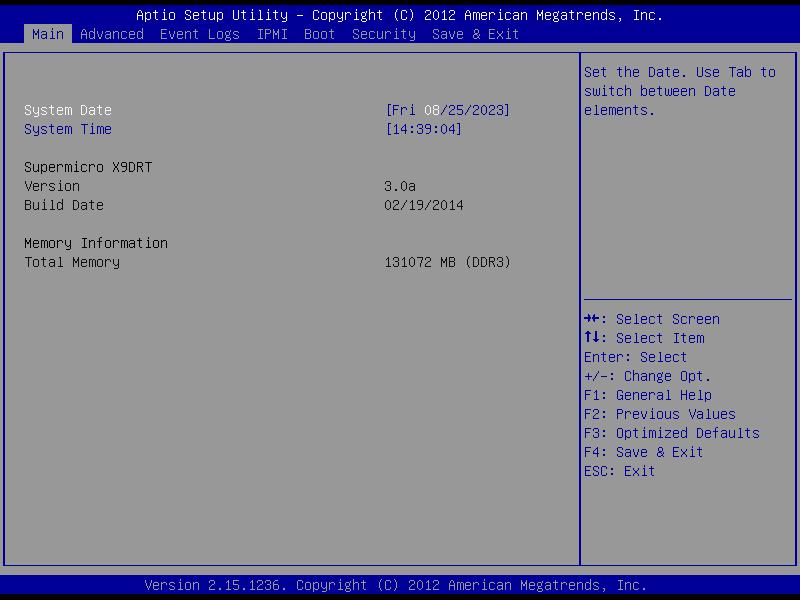 Aptio Setup Utility – Copyright (C) 2012 American Megatrends, Inc.
Main Advanced Event Logs IPMI Boot Security Save & Exit
System Date [Fri 08/25/2023]
System Time [14:39:04]
Supermicro X9DRT
Version 3.0a
Build Date 02/19/2014
Memory Information
Total Memory 131072 MB (DDR3)
Set the Date. Use Tab to
switch between Date
elements.
→←: Select Screen
↑↓: Select Item
Enter: Select
+/-: Change Opt.
F1: General Help
F2: Previous Values
F3: Optimized Defaults
F4: Save & Exit
ESC: Exit
Version 2.15.1236. Copyright (C) 2012 American Megatrends, Inc.